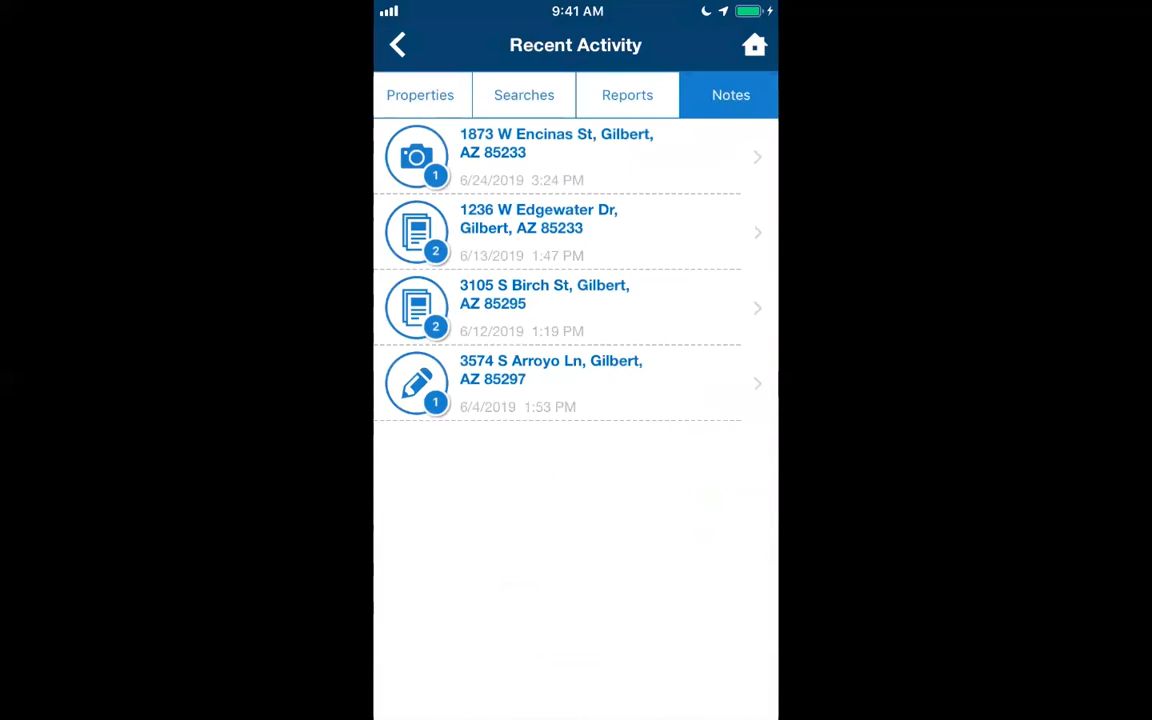 9:41 AM
Recent Activity
Properties
Searches
Reports
Notes
1873 W Encinas St, Gilbert,
AZ 85233
1
6/24/2019 3:24 PM
1236 W Edgewater Dr,
Gilbert, AZ 85233
2
6/13/2019 1:47 PM
3105 S Birch St, Gilbert,
AZ 85295
2
6/12/2019 1:19 PM
3574 S Arroyo Ln, Gilbert,
AZ 85297
1
6/4/2019 1:53 PM